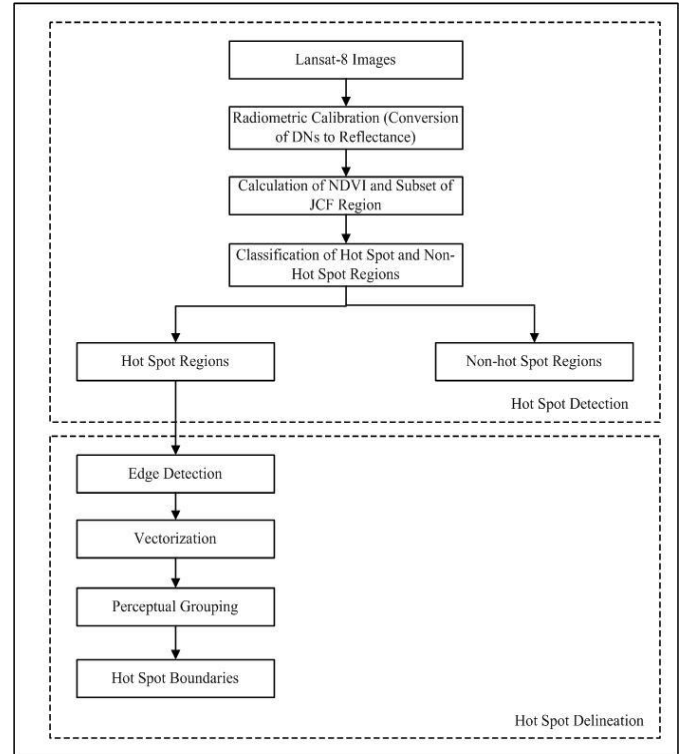 Lansat-8 Images
Radiometric Calibration (Conversion
of DNs to Reflectance)
Calculation of NDVI and Subset of
JCF Region
Classification of Hot Spot and Non-
Hot Spot Regions
Hot Spot Regions
Non-hot Spot Regions
Hot Spot Detection
Edge Detection
Vectorization
Perceptual Grouping
Hot Spot Boundaries
Hot Spot Delineation